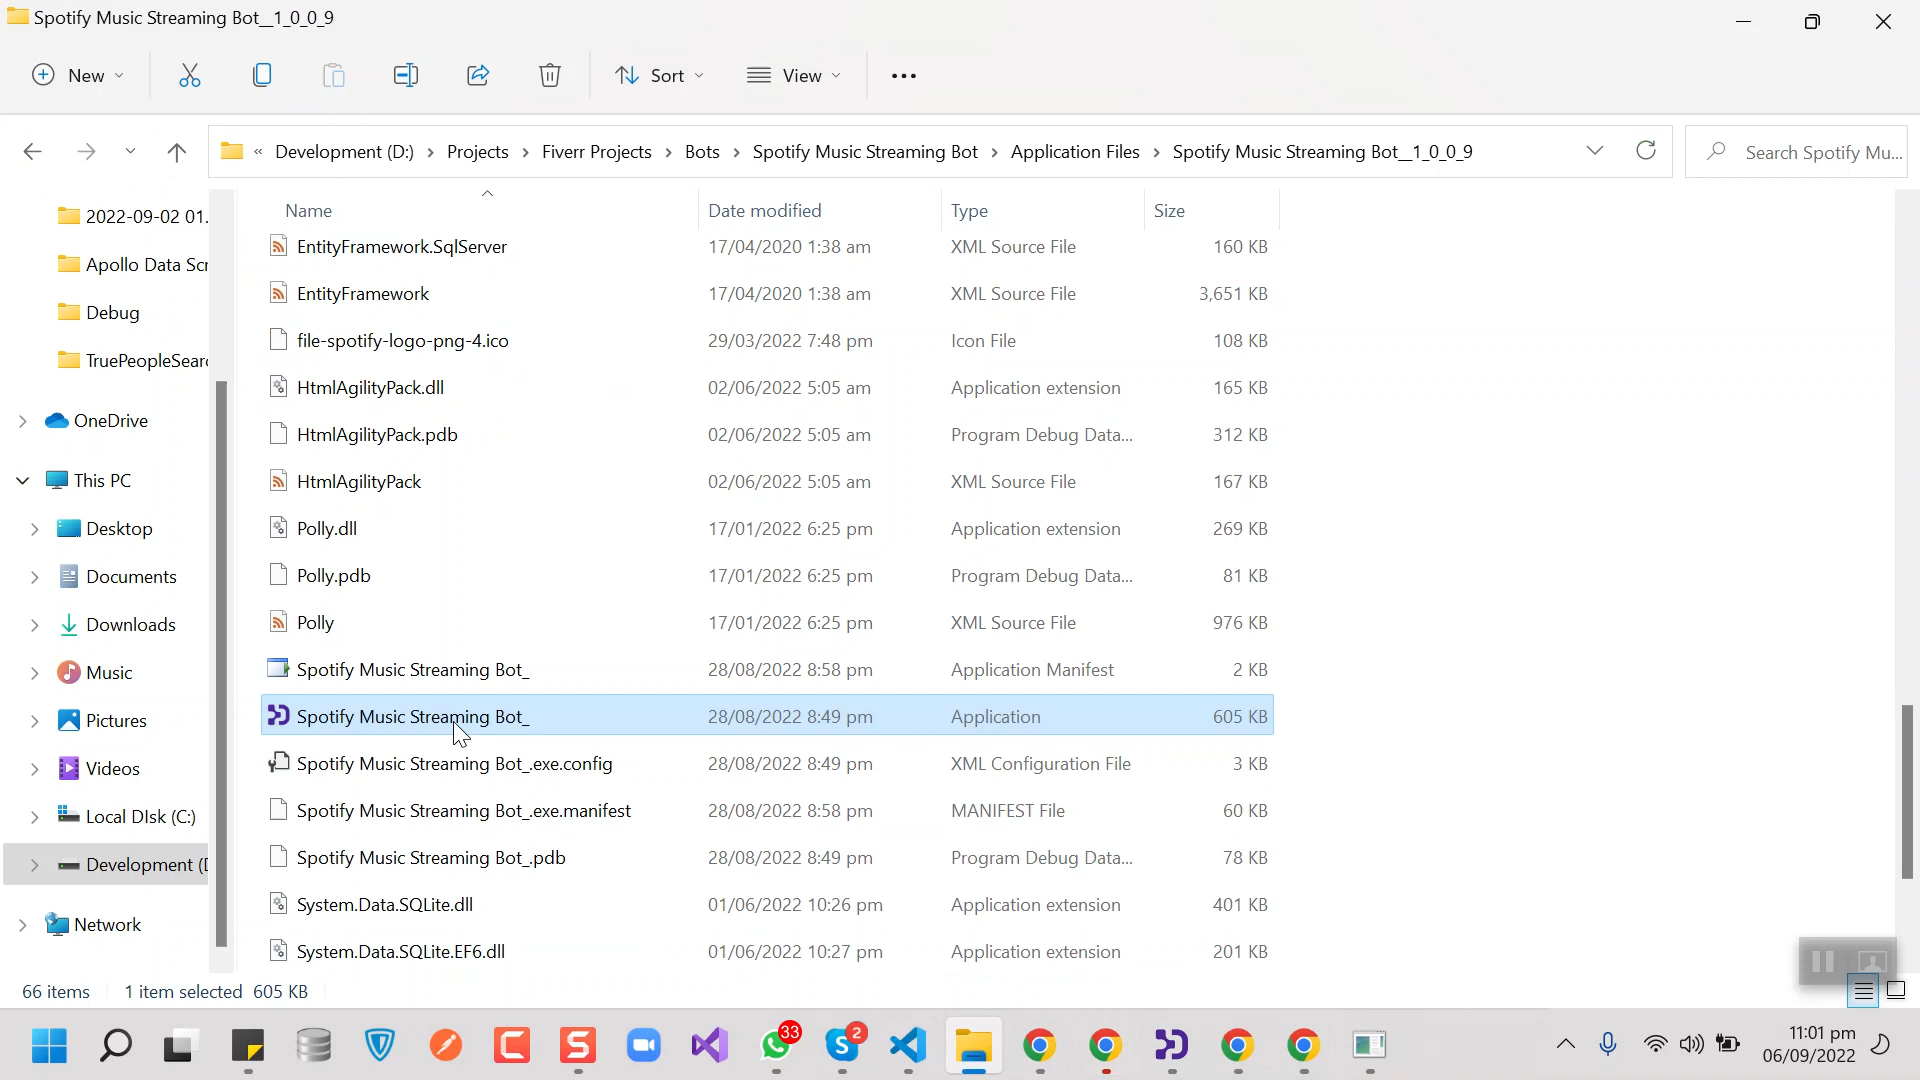 Spotify Music Streaming Bot__1_0_0_9
New
Sort
View
« Development (D:) › Projects › Fiverr Projects › Bots › Spotify Music Streaming Bot › Application Files › Spotify Music Streaming Bot__1_0_0_9
Search Spotify Mu...
Name Date modified Type Size
2022-09-02 01.
Apollo Data Scr
Debug
TruePeopleSearc
OneDrive
This PC
Desktop
Documents
Downloads
Music
Pictures
Videos
Local DIsk (C:)
Development (D
Network
EntityFramework.SqlServer 17/04/2020 1:38 am XML Source File 160 KB
EntityFramework 17/04/2020 1:38 am XML Source File 3,651 KB
file-spotify-logo-png-4.ico 29/03/2022 7:48 pm Icon File 108 KB
HtmlAgilityPack.dll 02/06/2022 5:05 am Application extension 165 KB
HtmlAgilityPack.pdb 02/06/2022 5:05 am Program Debug Data... 312 KB
HtmlAgilityPack 02/06/2022 5:05 am XML Source File 167 KB
Polly.dll 17/01/2022 6:25 pm Application extension 269 KB
Polly.pdb 17/01/2022 6:25 pm Program Debug Data... 81 KB
Polly 17/01/2022 6:25 pm XML Source File 976 KB
Spotify Music Streaming Bot_ 28/08/2022 8:58 pm Application Manifest 2 KB
Spotify Music Streaming Bot_ 28/08/2022 8:49 pm Application 605 KB
Spotify Music Streaming Bot_.exe.config 28/08/2022 8:49 pm XML Configuration File 3 KB
Spotify Music Streaming Bot_.exe.manifest 28/08/2022 8:58 pm MANIFEST File 60 KB
Spotify Music Streaming Bot_.pdb 28/08/2022 8:49 pm Program Debug Data... 78 KB
System.Data.SQLite.dll 01/06/2022 10:26 pm Application extension 401 KB
System.Data.SQLite.EF6.dll 01/06/2022 10:27 pm Application extension 201 KB
66 items 1 item selected 605 KB
33
2
11:01 pm
06/09/2022